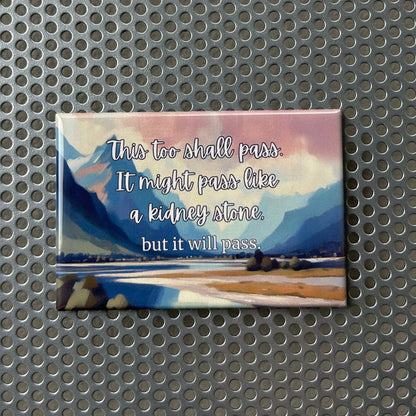 This too shall pass.
It might pass like
a kidney stone,
but it will pass.